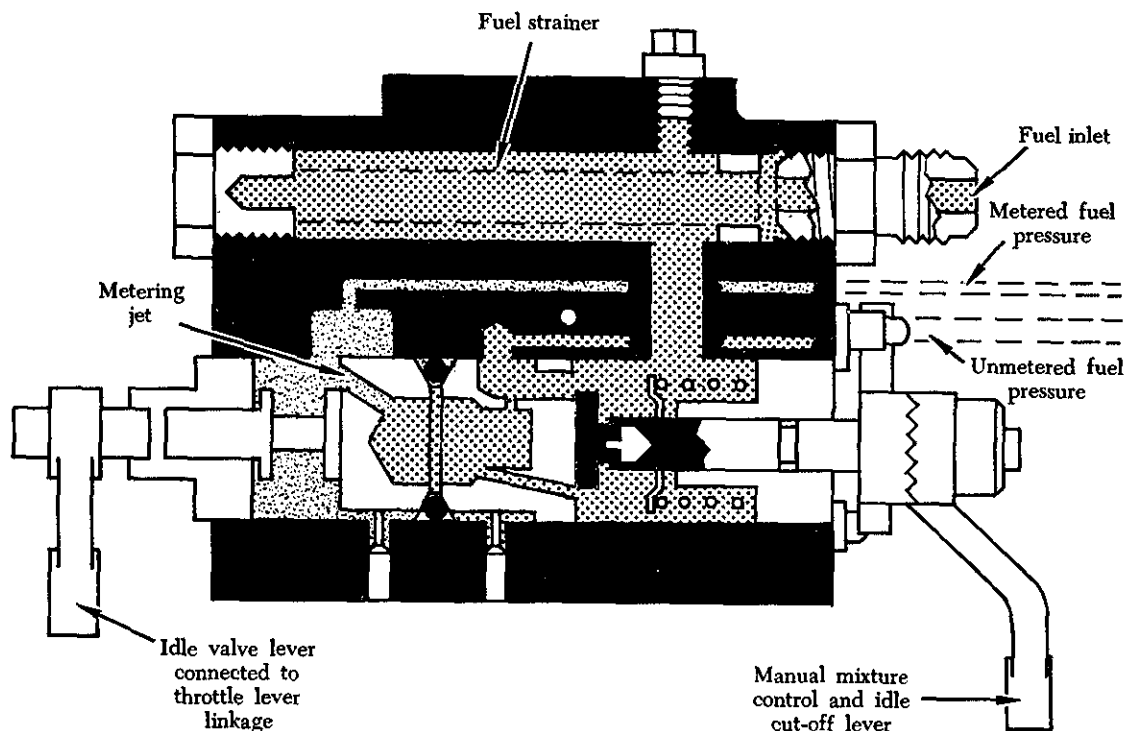 Fuel strainer
Fuel inlet
Metered fuel
pressure
Metering
jet
Unmetered fuel
pressure
Idle valve lever
connected to
throttle lever
linkage
Manual mixture
control and idle
cut-off lever